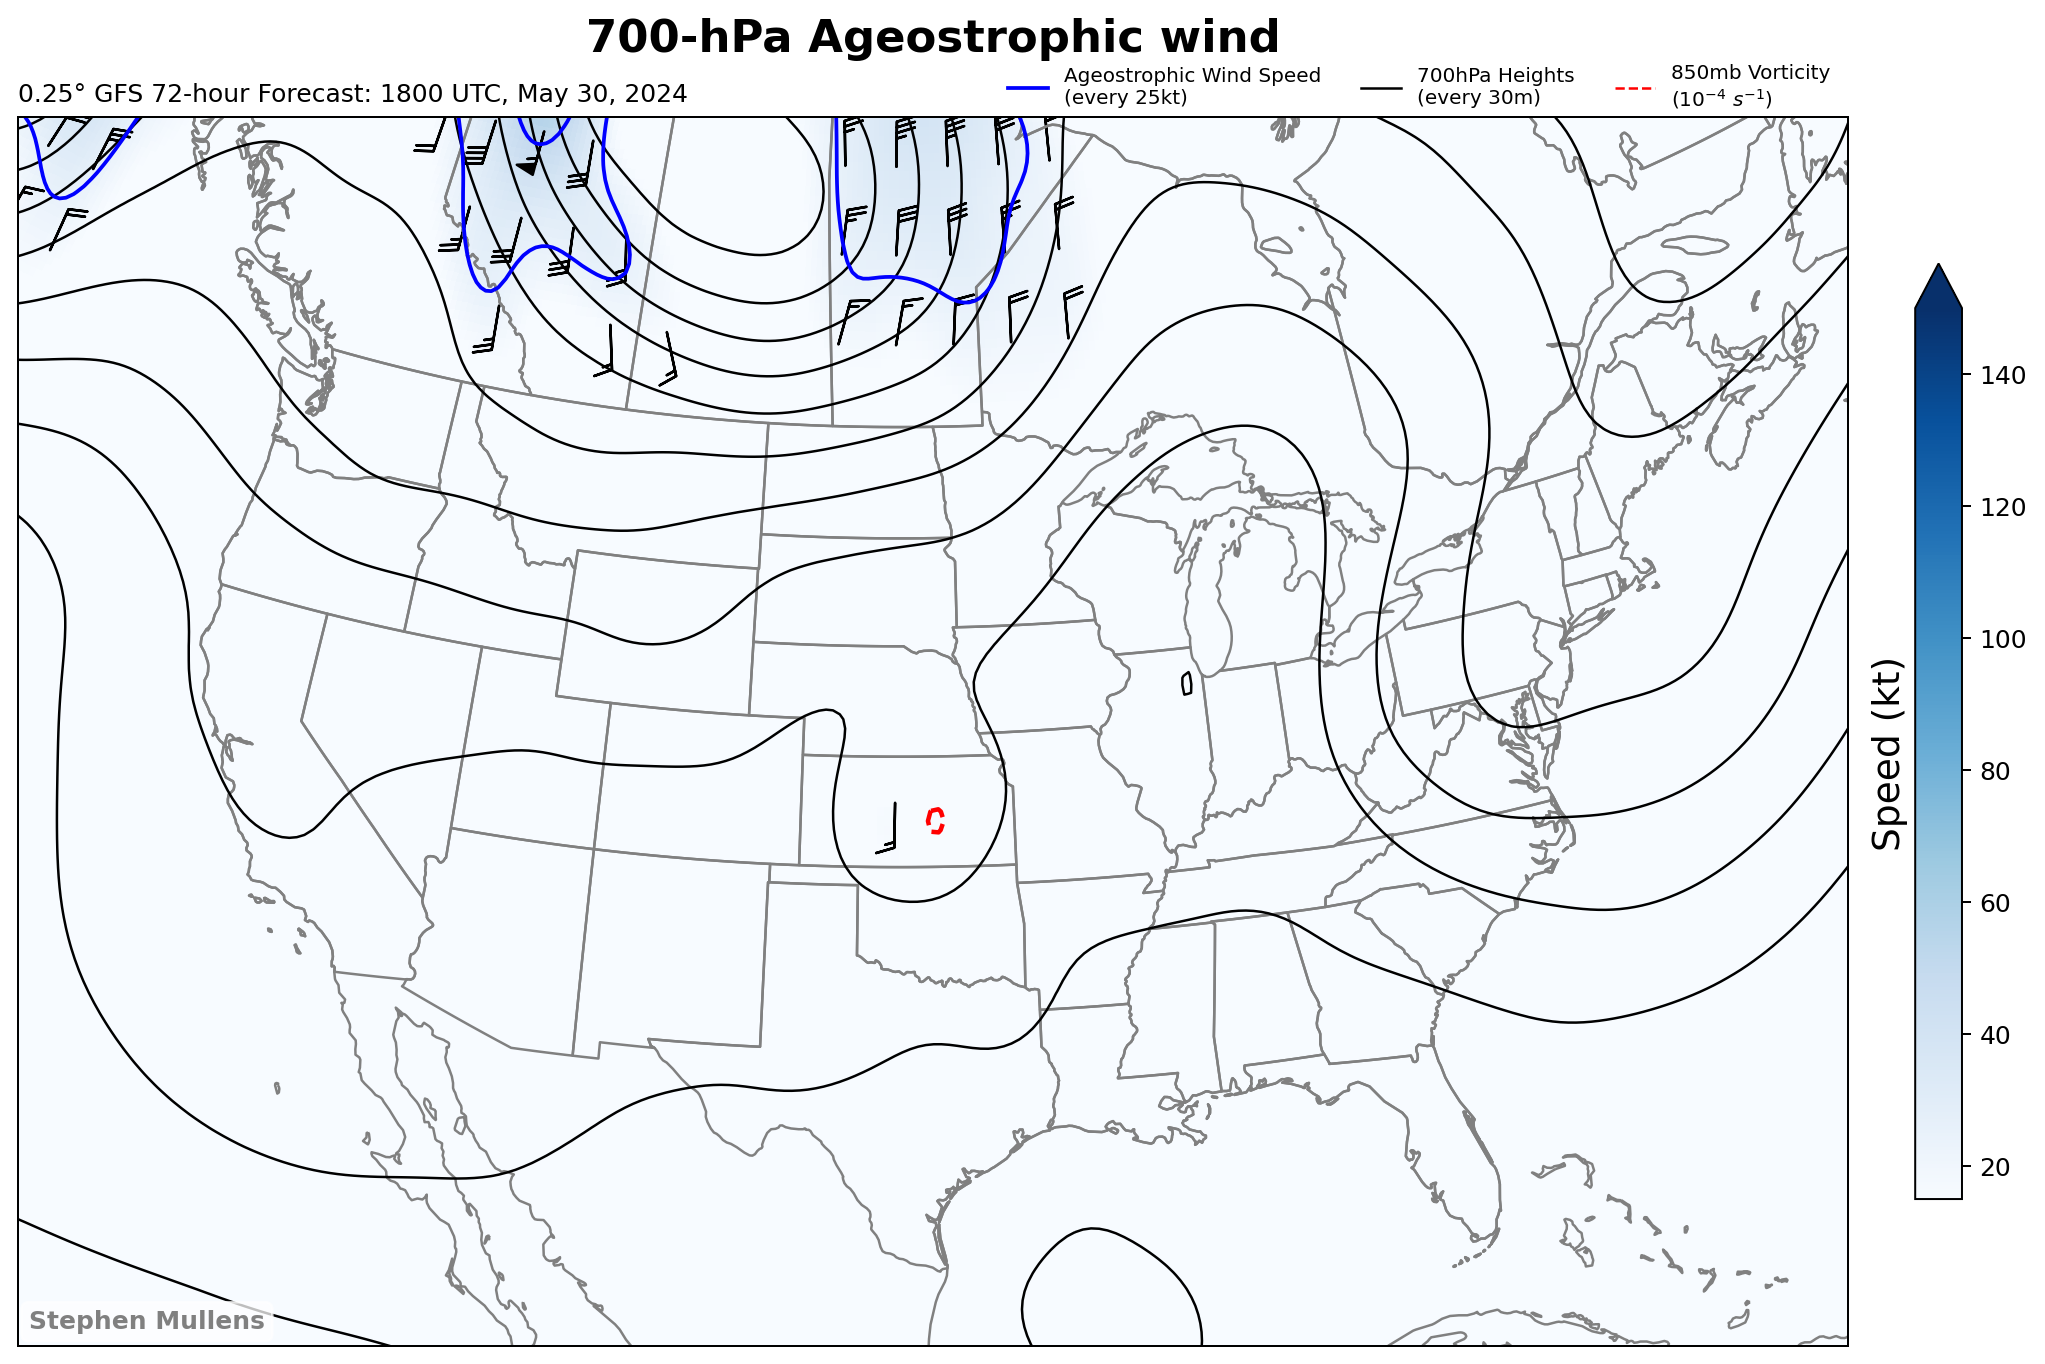 700-hPa Ageostrophic wind
0.25° GFS 72-hour Forecast: 1800 UTC, May 30, 2024
Ageostrophic Wind Speed
(every 25kt)
700hPa Heights
(every 30m)
850mb Vorticity
(10⁻⁴ s⁻¹)
140
120
100
80
60
40
20
Speed (kt)
Stephen Mullens